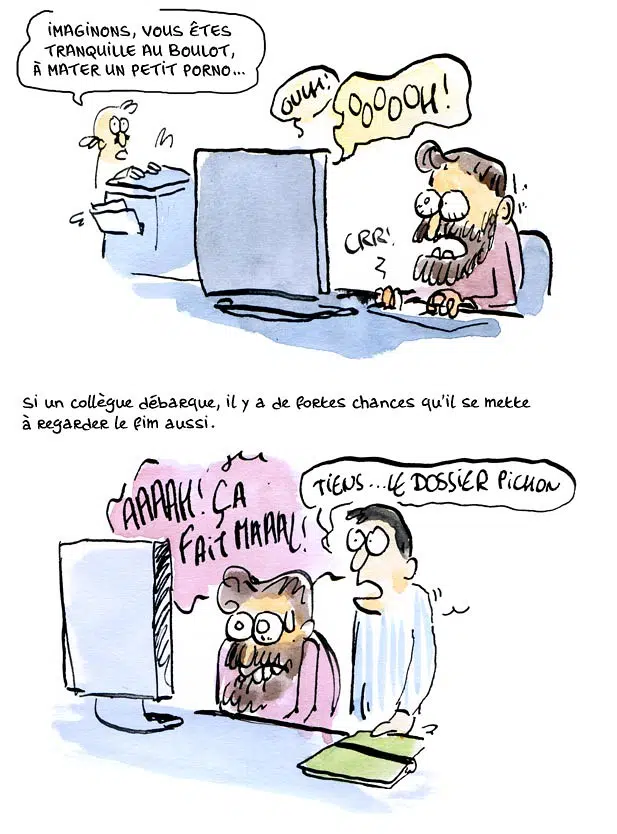 IMAGINONS, VOUS ÊTES
TRANQUILLE AU BOULOT,
À MATER UN PETIT PORNO...
OUUH!
OOOOOH!
CRR!
Si un collègue débarque, il y a de fortes chances qu'il se mette
à regarder le fim aussi.
AAAAH! ÇA
FAIT MAAAL!
TIENS...LE DOSSIER PICHON